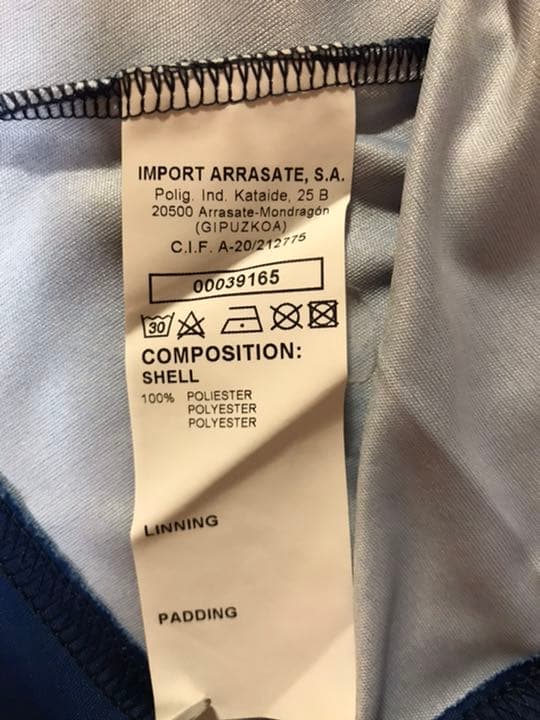 IMPORT ARRASATE, S.A.
Polig. Ind. Kataide, 25 B
20500 Arrasate-Mondragón
(GIPUZKOA)
C.I.F. A-20/212775
00039165
30
COMPOSITION:
SHELL
100% POLIESTER
POLYESTER
POLYESTER
LINNING
PADDING